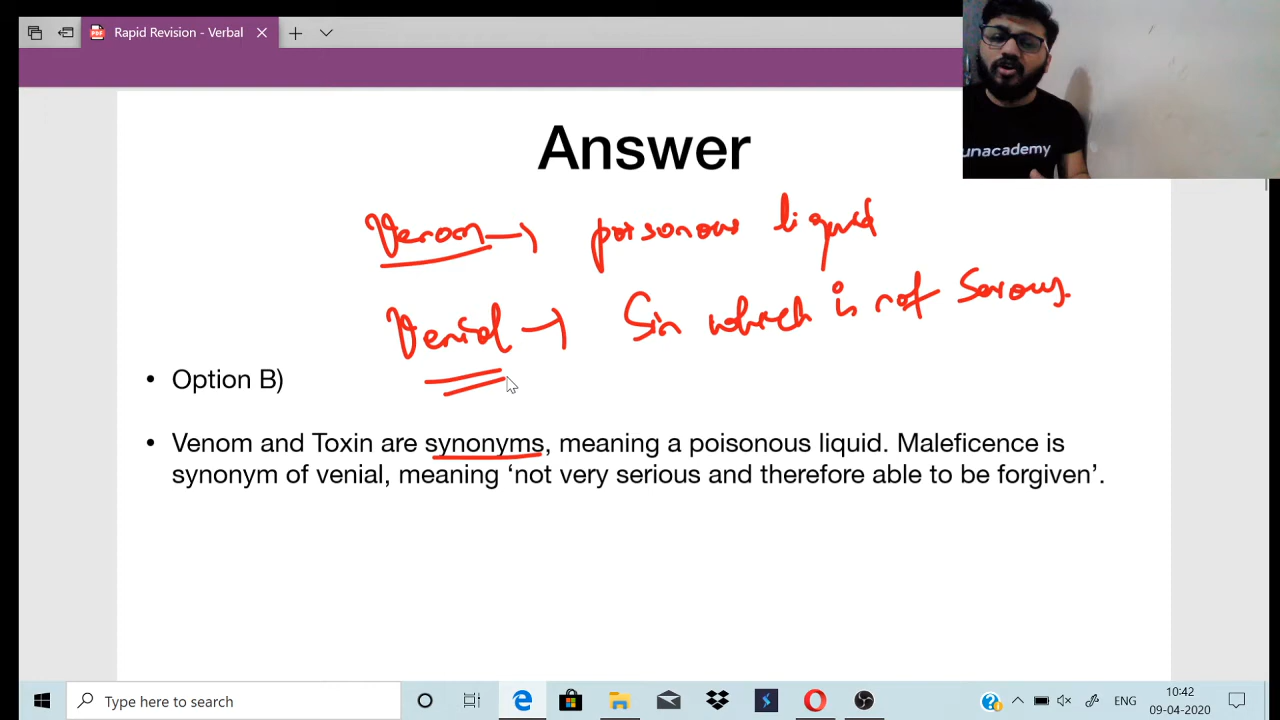 Rapid Revision - Verbal
unacademy
Answer
Venom → poisonous liquid
Venial → Sin which is not Serous.
• Option B)
• Venom and Toxin are synonyms, meaning a poisonous liquid. Maleficence is
synonym of venial, meaning ‘not very serious and therefore able to be forgiven’.
Type here to search
ENG
10:42
09-04-2020